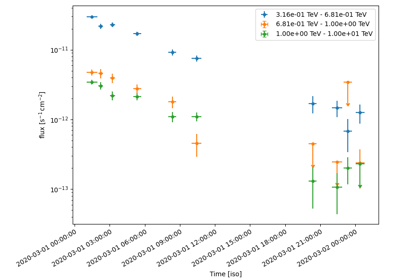 3.16e-01 TeV - 6.81e-01 TeV
6.81e-01 TeV - 1.00e+00 TeV
1.00e+00 TeV - 1.00e+01 TeV
10⁻¹¹
10⁻¹²
10⁻¹³
flux [s⁻¹cm⁻²]
2020-03-01 00:00:00
2020-03-01 03:00:00
2020-03-01 06:00:00
2020-03-01 09:00:00
2020-03-01 12:00:00
2020-03-01 15:00:00
2020-03-01 18:00:00
2020-03-01 21:00:00
2020-03-02 00:00:00
Time [iso]